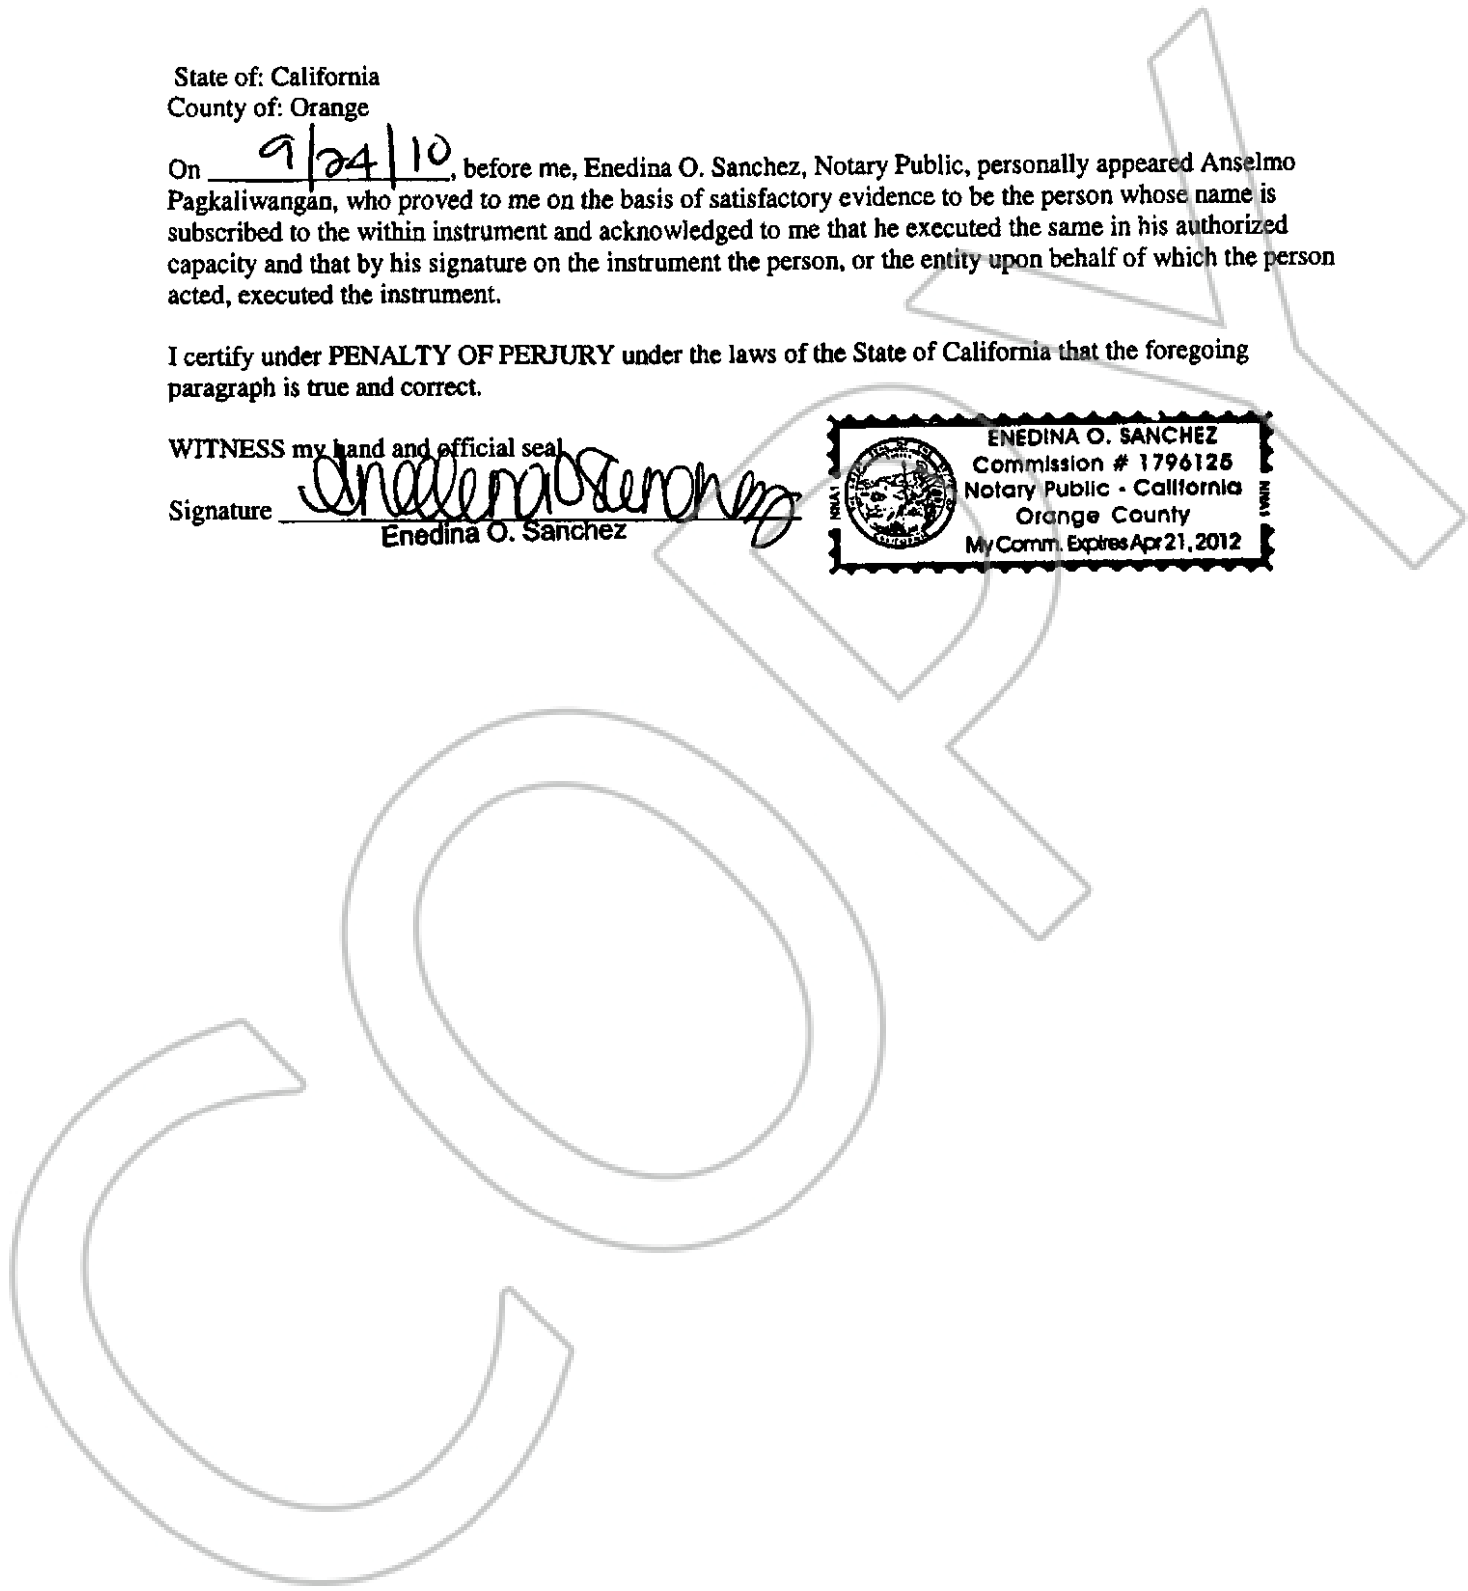 State of: California
County of: Orange
On 9/24/10, before me, Enedina O. Sanchez, Notary Public, personally appeared Anselmo
Pagkaliwangan, who proved to me on the basis of satisfactory evidence to be the person whose name is
subscribed to the within instrument and acknowledged to me that he executed the same in his authorized
capacity and that by his signature on the instrument the person, or the entity upon behalf of which the person
acted, executed the instrument.
I certify under PENALTY OF PERJURY under the laws of the State of California that the foregoing
paragraph is true and correct.
WITNESS my hand and official seal
Signature Enedina O Sanchez
Enedina O. Sanchez
NNA1
ENEDINA O. SANCHEZ
Commission # 1796125
Notary Public - California
Orange County
My Comm. Expires Apr 21, 2012
COPY